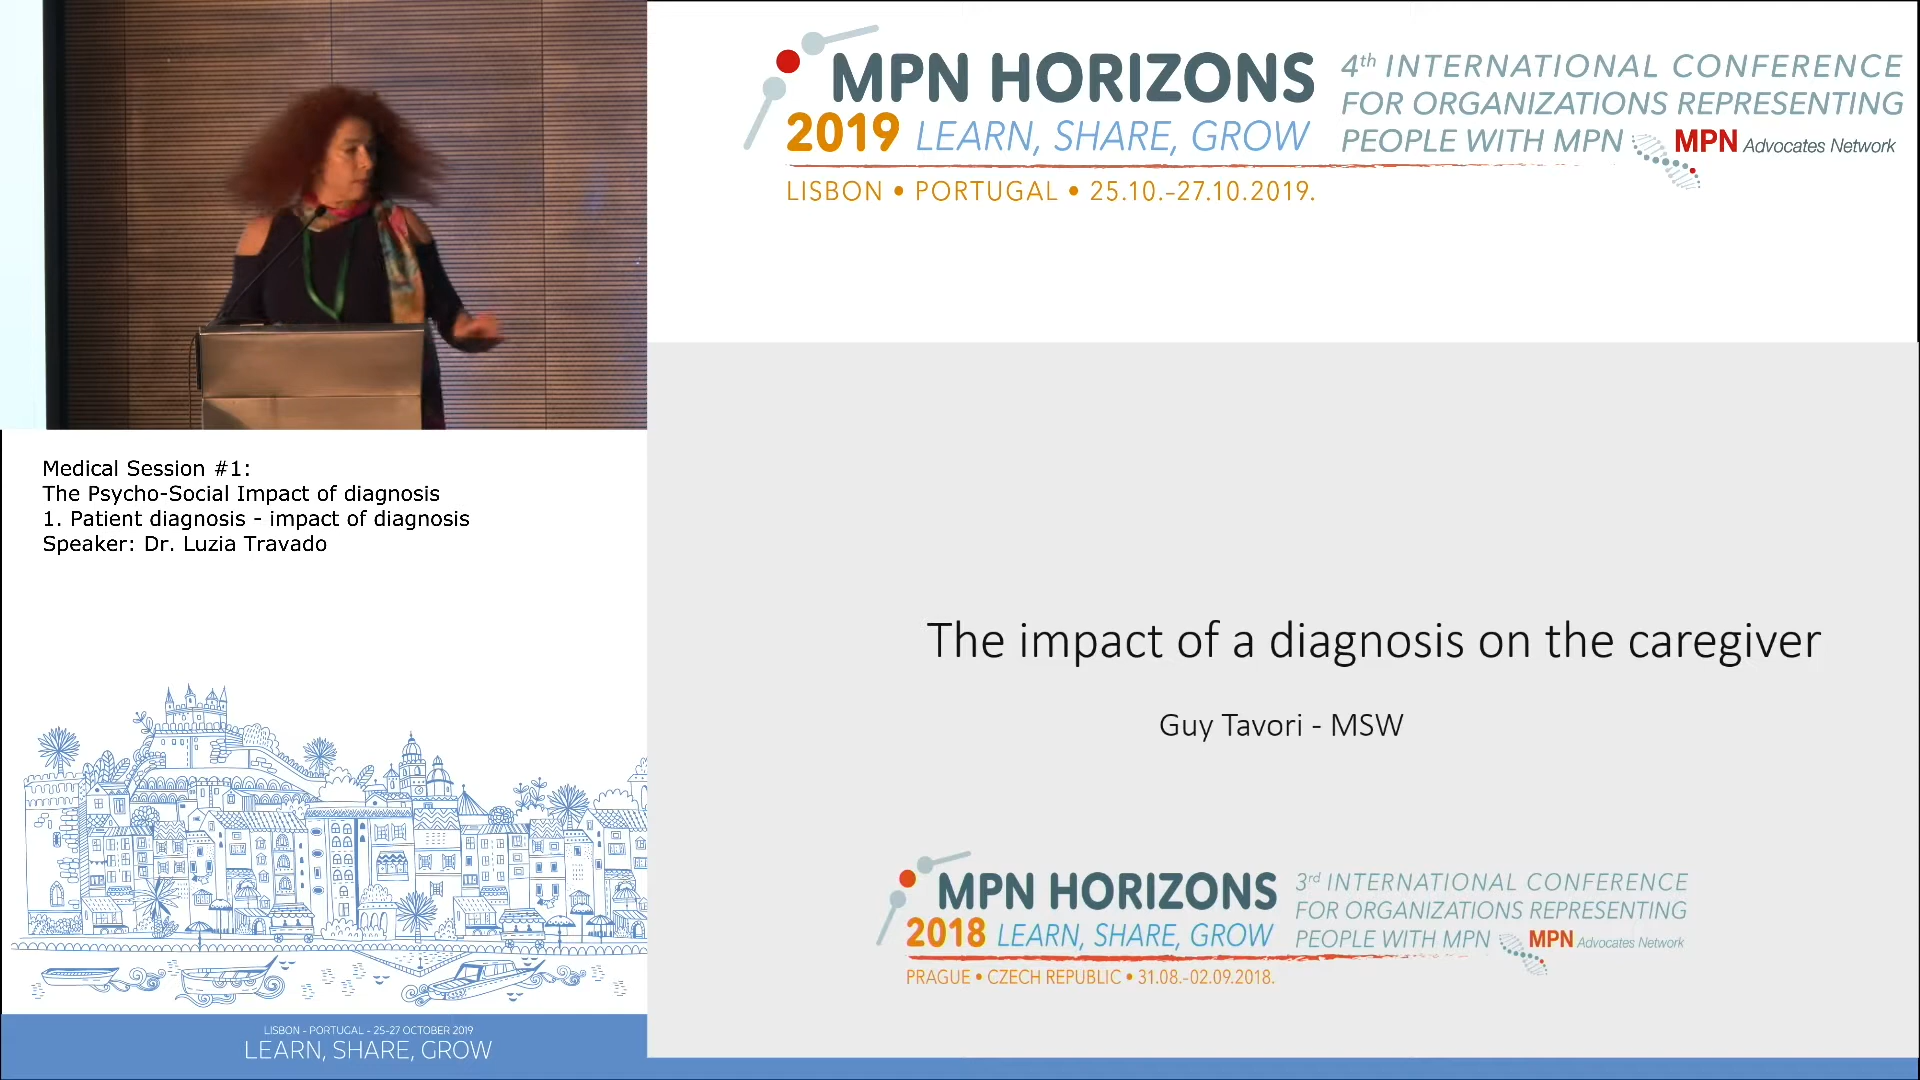 MPN HORIZONS
2019 LEARN, SHARE, GROW
LISBON • PORTUGAL • 25.10.-27.10.2019.
4th INTERNATIONAL CONFERENCE
FOR ORGANIZATIONS REPRESENTING
PEOPLE WITH MPN MPN Advocates Network
Medical Session #1:
The Psycho-Social Impact of diagnosis
1. Patient diagnosis - impact of diagnosis
Speaker: Dr. Luzia Travado
The impact of a diagnosis on the caregiver
Guy Tavori - MSW
MPN HORIZONS
2018 LEARN, SHARE, GROW
PRAGUE • CZECH REPUBLIC • 31.08.-02.09.2018.
3rd INTERNATIONAL CONFERENCE
FOR ORGANIZATIONS REPRESENTING
PEOPLE WITH MPN MPN Advocates Network
LISBON - PORTUGAL - 25-27 OCTOBER 2019
LEARN, SHARE, GROW